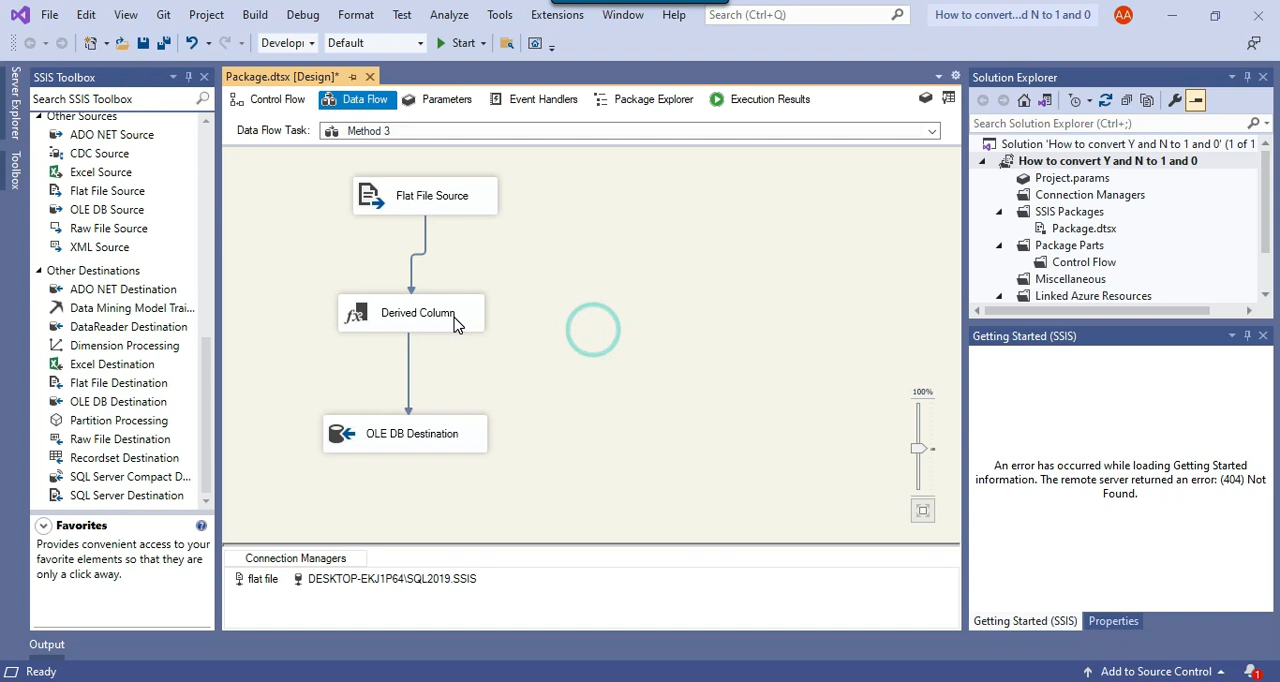 File Edit View Git Project Build Debug Format Test Analyze Tools Extensions Window Help Search (Ctrl+Q) How to convert...d N to 1 and 0 AA
Developi Default Start
Server Explorer
Toolbox
SSIS Toolbox
Search SSIS Toolbox
Other Sources
ADO NET Source
CDC Source
Excel Source
Flat File Source
OLE DB Source
Raw File Source
XML Source
Other Destinations
ADO NET Destination
Data Mining Model Trai...
DataReader Destination
Dimension Processing
Excel Destination
Flat File Destination
OLE DB Destination
Partition Processing
Raw File Destination
Recordset Destination
SQL Server Compact D...
SQL Server Destination
Favorites
Provides convenient access to your
favorite elements so that they are
only a click away.
Package.dtsx [Design]*
Control Flow Data Flow Parameters Event Handlers Package Explorer Execution Results
Data Flow Task: Method 3
Flat File Source
Derived Column
OLE DB Destination
100%
Connection Managers
flat file DESKTOP-EKJ1P64\SQL2019.SSIS
Solution Explorer
Search Solution Explorer (Ctrl+;)
Solution 'How to convert Y and N to 1 and 0' (1 of 1
How to convert Y and N to 1 and 0
Project.params
Connection Managers
SSIS Packages
Package.dtsx
Package Parts
Control Flow
Miscellaneous
Linked Azure Resources
Getting Started (SSIS)
An error has occurred while loading Getting Started
information. The remote server returned an error: (404) Not
Found.
Getting Started (SSIS) Properties
Output
Ready Add to Source Control 1